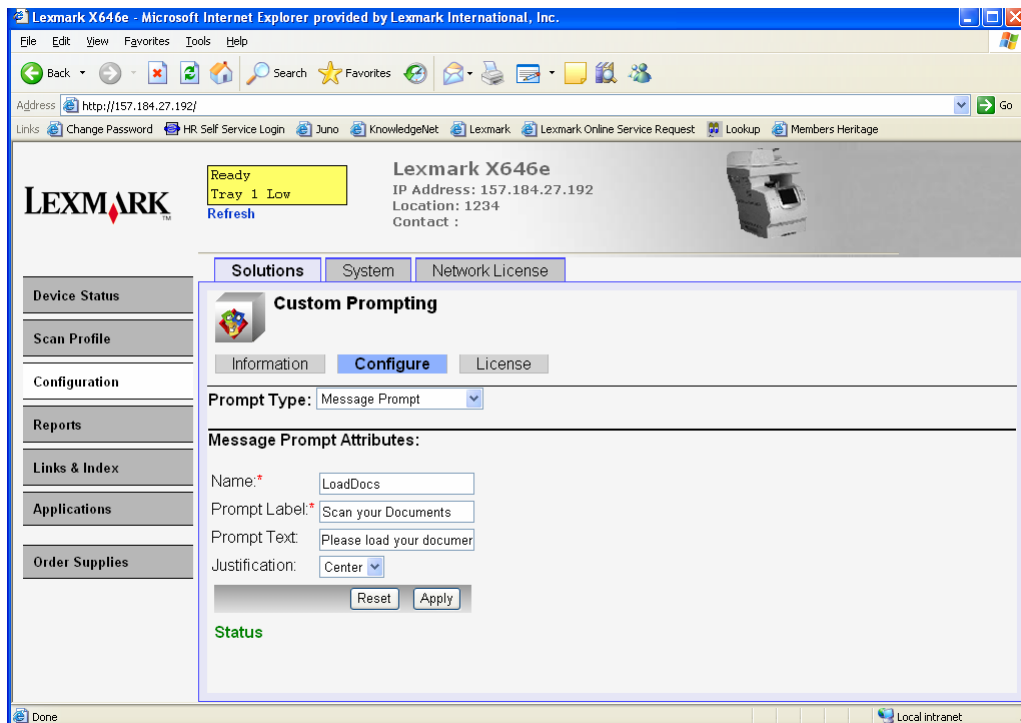 Lexmark X646e - Microsoft Internet Explorer provided by Lexmark International, Inc.
File Edit View Favorites Tools Help
Back Search Favorites
Address http://157.184.27.192/ Go
Links Change Password HR Self Service Login Juno KnowledgeNet Lexmark Lexmark Online Service Request Lookup Members Heritage
LEXMARK TM
Ready
Tray 1 Low
Refresh
Lexmark X646e
IP Address: 157.184.27.192
Location: 1234
Contact :
Solutions System Network License
Device Status
Scan Profile
Configuration
Reports
Links & Index
Applications
Order Supplies
Custom Prompting
Information Configure License
Prompt Type: Message Prompt
Message Prompt Attributes:
Name:* LoadDocs
Prompt Label:* Scan your Documents
Prompt Text: Please load your documer
Justification: Center
Reset Apply
Status
Done Local intranet